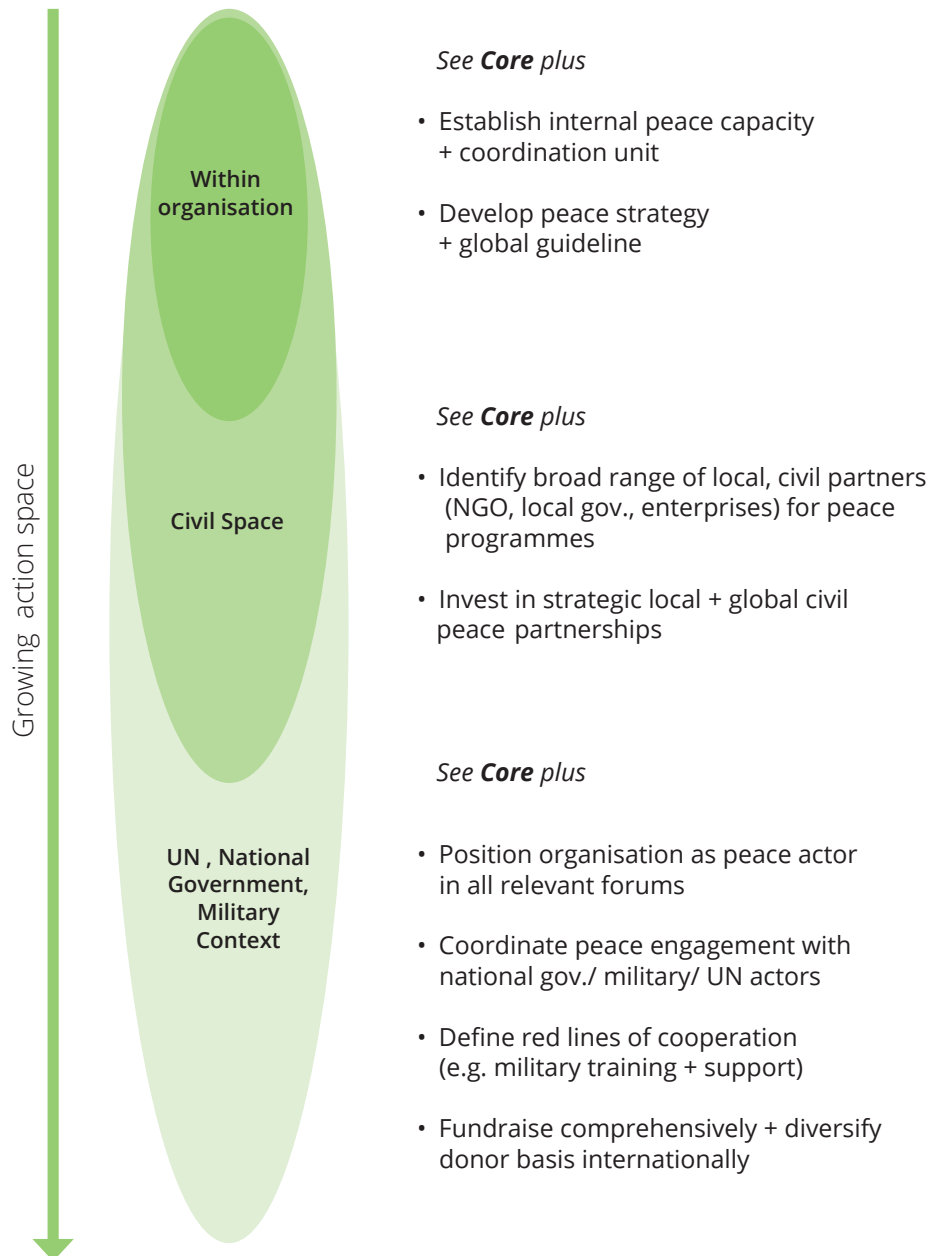 Growing action space
Within
organisation
See Core plus
• Establish internal peace capacity
+ coordination unit
• Develop peace strategy
+ global guideline
Civil Space
See Core plus
• Identify broad range of local, civil partners
(NGO, local gov., enterprises) for peace
programmes
• Invest in strategic local + global civil
peace partnerships
UN , National
Government,
Military
Context
See Core plus
• Position organisation as peace actor
in all relevant forums
• Coordinate peace engagement with
national gov./ military/ UN actors
• Define red lines of cooperation
(e.g. military training + support)
• Fundraise comprehensively + diversify
donor basis internationally